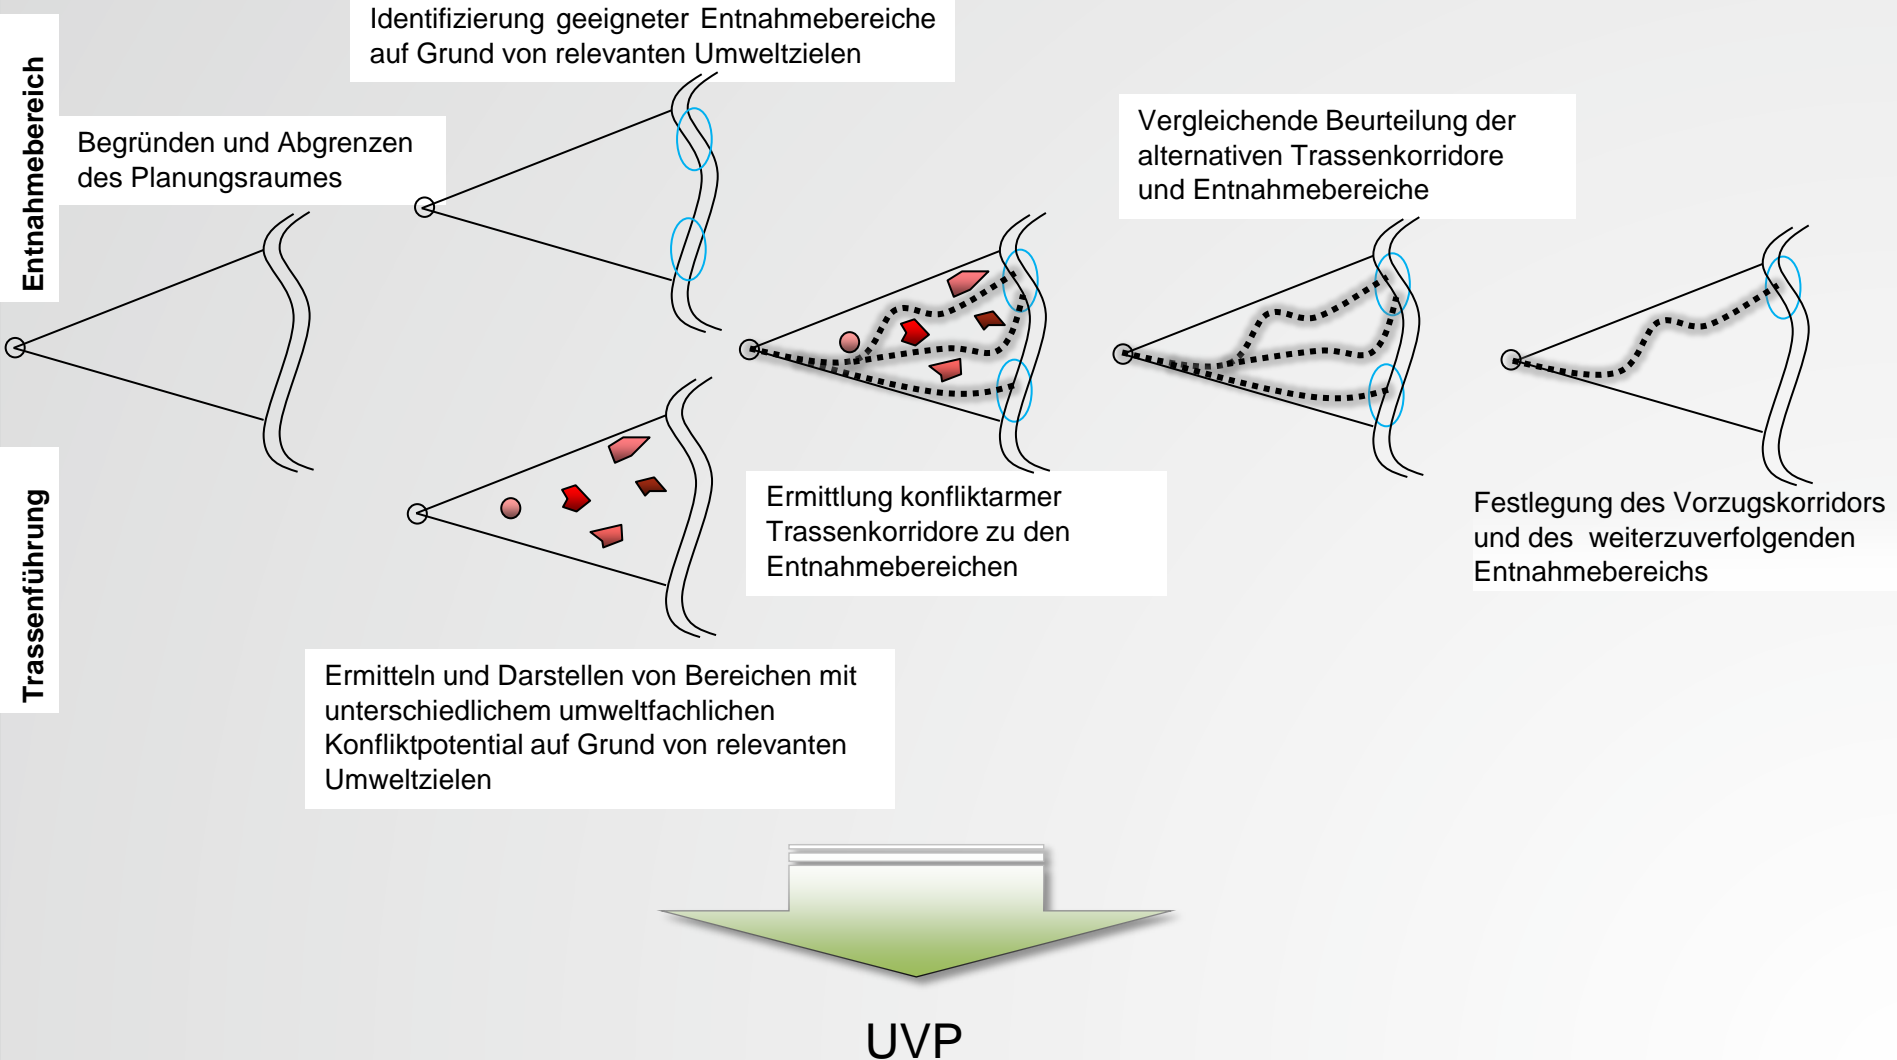 Entnahmebereich
Trassenführung
Begründen und Abgrenzen
des Planungsraumes
Identifizierung geeigneter Entnahmebereiche
auf Grund von relevanten Umweltzielen
Ermitteln und Darstellen von Bereichen mit
unterschiedlichem umweltfachlichen
Konfliktpotential auf Grund von relevanten
Umweltzielen
Ermittlung konfliktarmer
Trassenkorridore zu den
Entnahmebereichen
Vergleichende Beurteilung der
alternativen Trassenkorridore
und Entnahmebereiche
Festlegung des Vorzugskorridors
und des weiterzuverfolgenden
Entnahmebereichs
UVP